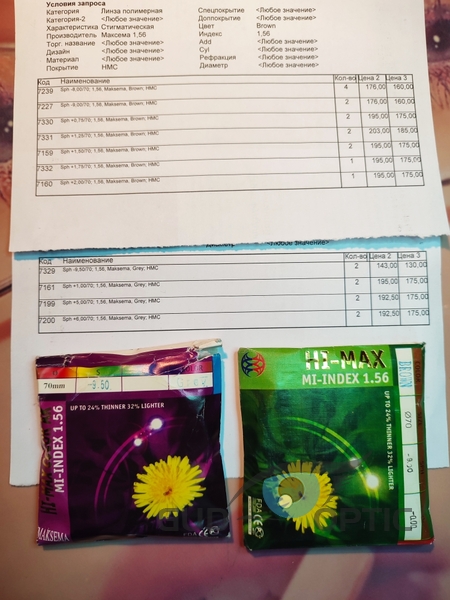 Условия запроса
Категория Линза полимерная Спецпокрытие <Любое значение>
Категория-2 <Любое значение> Доппокрытие <Любое значение>
Характеристика Стигматическая Цвет Brown
Производитель Максема 1,56 Индекс 1,56
Торг. название <Любое значение> Add <Любое значение>
Дизайн <Любое значение> Cyl <Любое значение>
Материал <Любое значение> Рефракция <Любое значение>
Покрытие HMC Диаметр <Любое значение>
Код Наименование Кол-во Цена 2 Цена 3
7239 Sph -8,00/70; 1,56, Maksema, Brown, HMC 4 176,00 160,00
7227 Sph -9,00/70; 1,56, Maksema, Brown, HMC 2 176,00 160,00
7330 Sph +0,75/70; 1,56, Maksema, Brown, HMC 2 195,00 175,00
7331 Sph +1,25/70; 1,56, Maksema, Brown, HMC 2 203,00 185,00
7159 Sph +1,50/70; 1,56, Maksema, Brown, HMC 2 195,00 175,00
7332 Sph +1,75/70; 1,56, Maksema, Brown, HMC 1 195,00 175,00
7160 Sph +2,00/70; 1,56, Maksema, Brown, HMC 1 195,00 175,00
<Любое значение>
Код Наименование Кол-во Цена 2 Цена 3
7329 Sph -9,50/70; 1,56, Maksema, Grey, HMC 2 143,00 130,00
7161 Sph +1,00/70; 1,56, Maksema, Grey, HMC 2 195,00 175,00
7199 Sph +5,00/70; 1,56, Maksema, Grey, HMC 2 192,50 175,00
7200 Sph +6,00/70; 1,56, Maksema, Grey, HMC 2 192,50 175,00
70mm -9.50
UP TO 24% THINNER 32% LIGHTER
HI-MAX
MI-INDEX 1.56
MAKSEMA
CE
HI-MAX
MI-INDEX 1.56
UP TO 24% THINNER 32% LIGHTER
BROWN Ø70
FDA CE